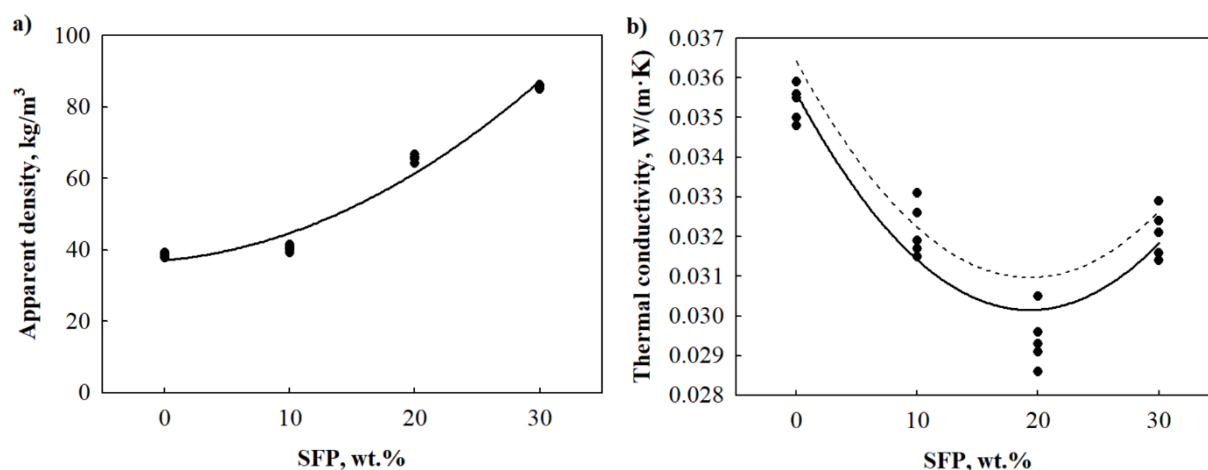 a)
Apparent density, kg/m³
100
80
60
40
20
0
0 10 20 30
SFP, wt.%
b)
Thermal conductivity, W/(m·K)
0.037
0.036
0.035
0.034
0.033
0.032
0.031
0.030
0.029
0.028
0 10 20 30
SFP, wt.%